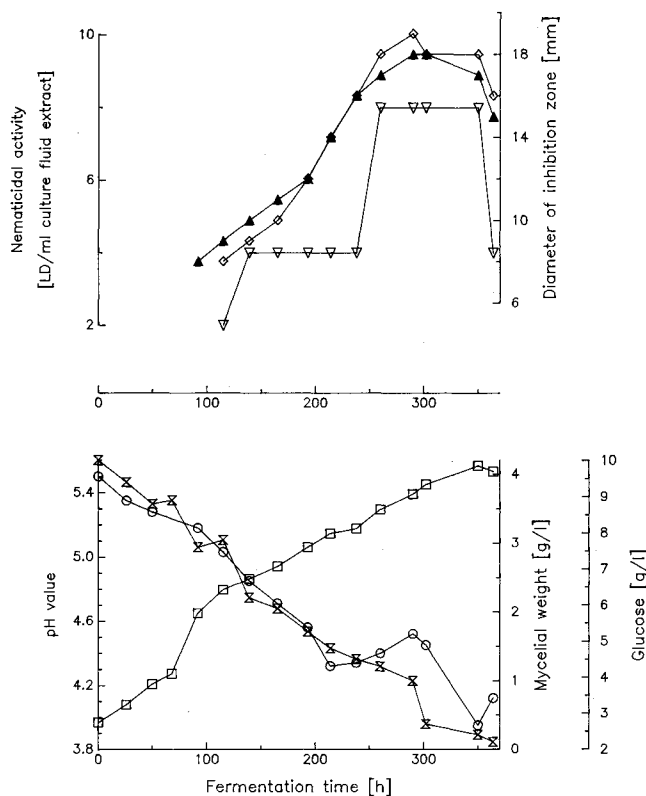 Nematicidal activity
[LD/ml culture fluid extract]
10
6
2
18
14
10
6
Diameter of inhibition zone [mm]
0 100 200 300
pH value
5.4
5.0
4.6
4.2
3.8
4
3
2
1
0
Mycelial weight [g/l]
10
9
8
7
6
5
4
3
2
Glucose [g/l]
0 100 200 300
Fermentation time [h]